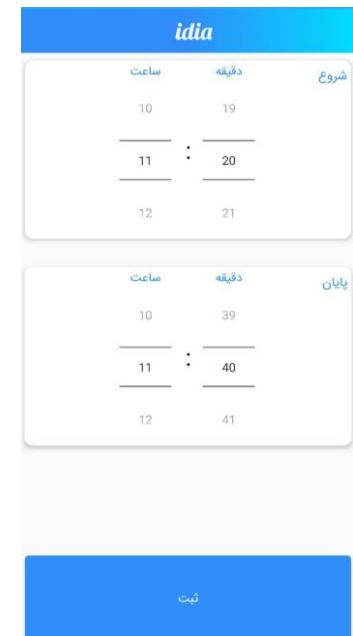 idia
شروع
دقیقه ساعت
19 10
20 : 11
21 12
پایان
دقیقه ساعت
39 10
40 : 11
41 12
ثبت